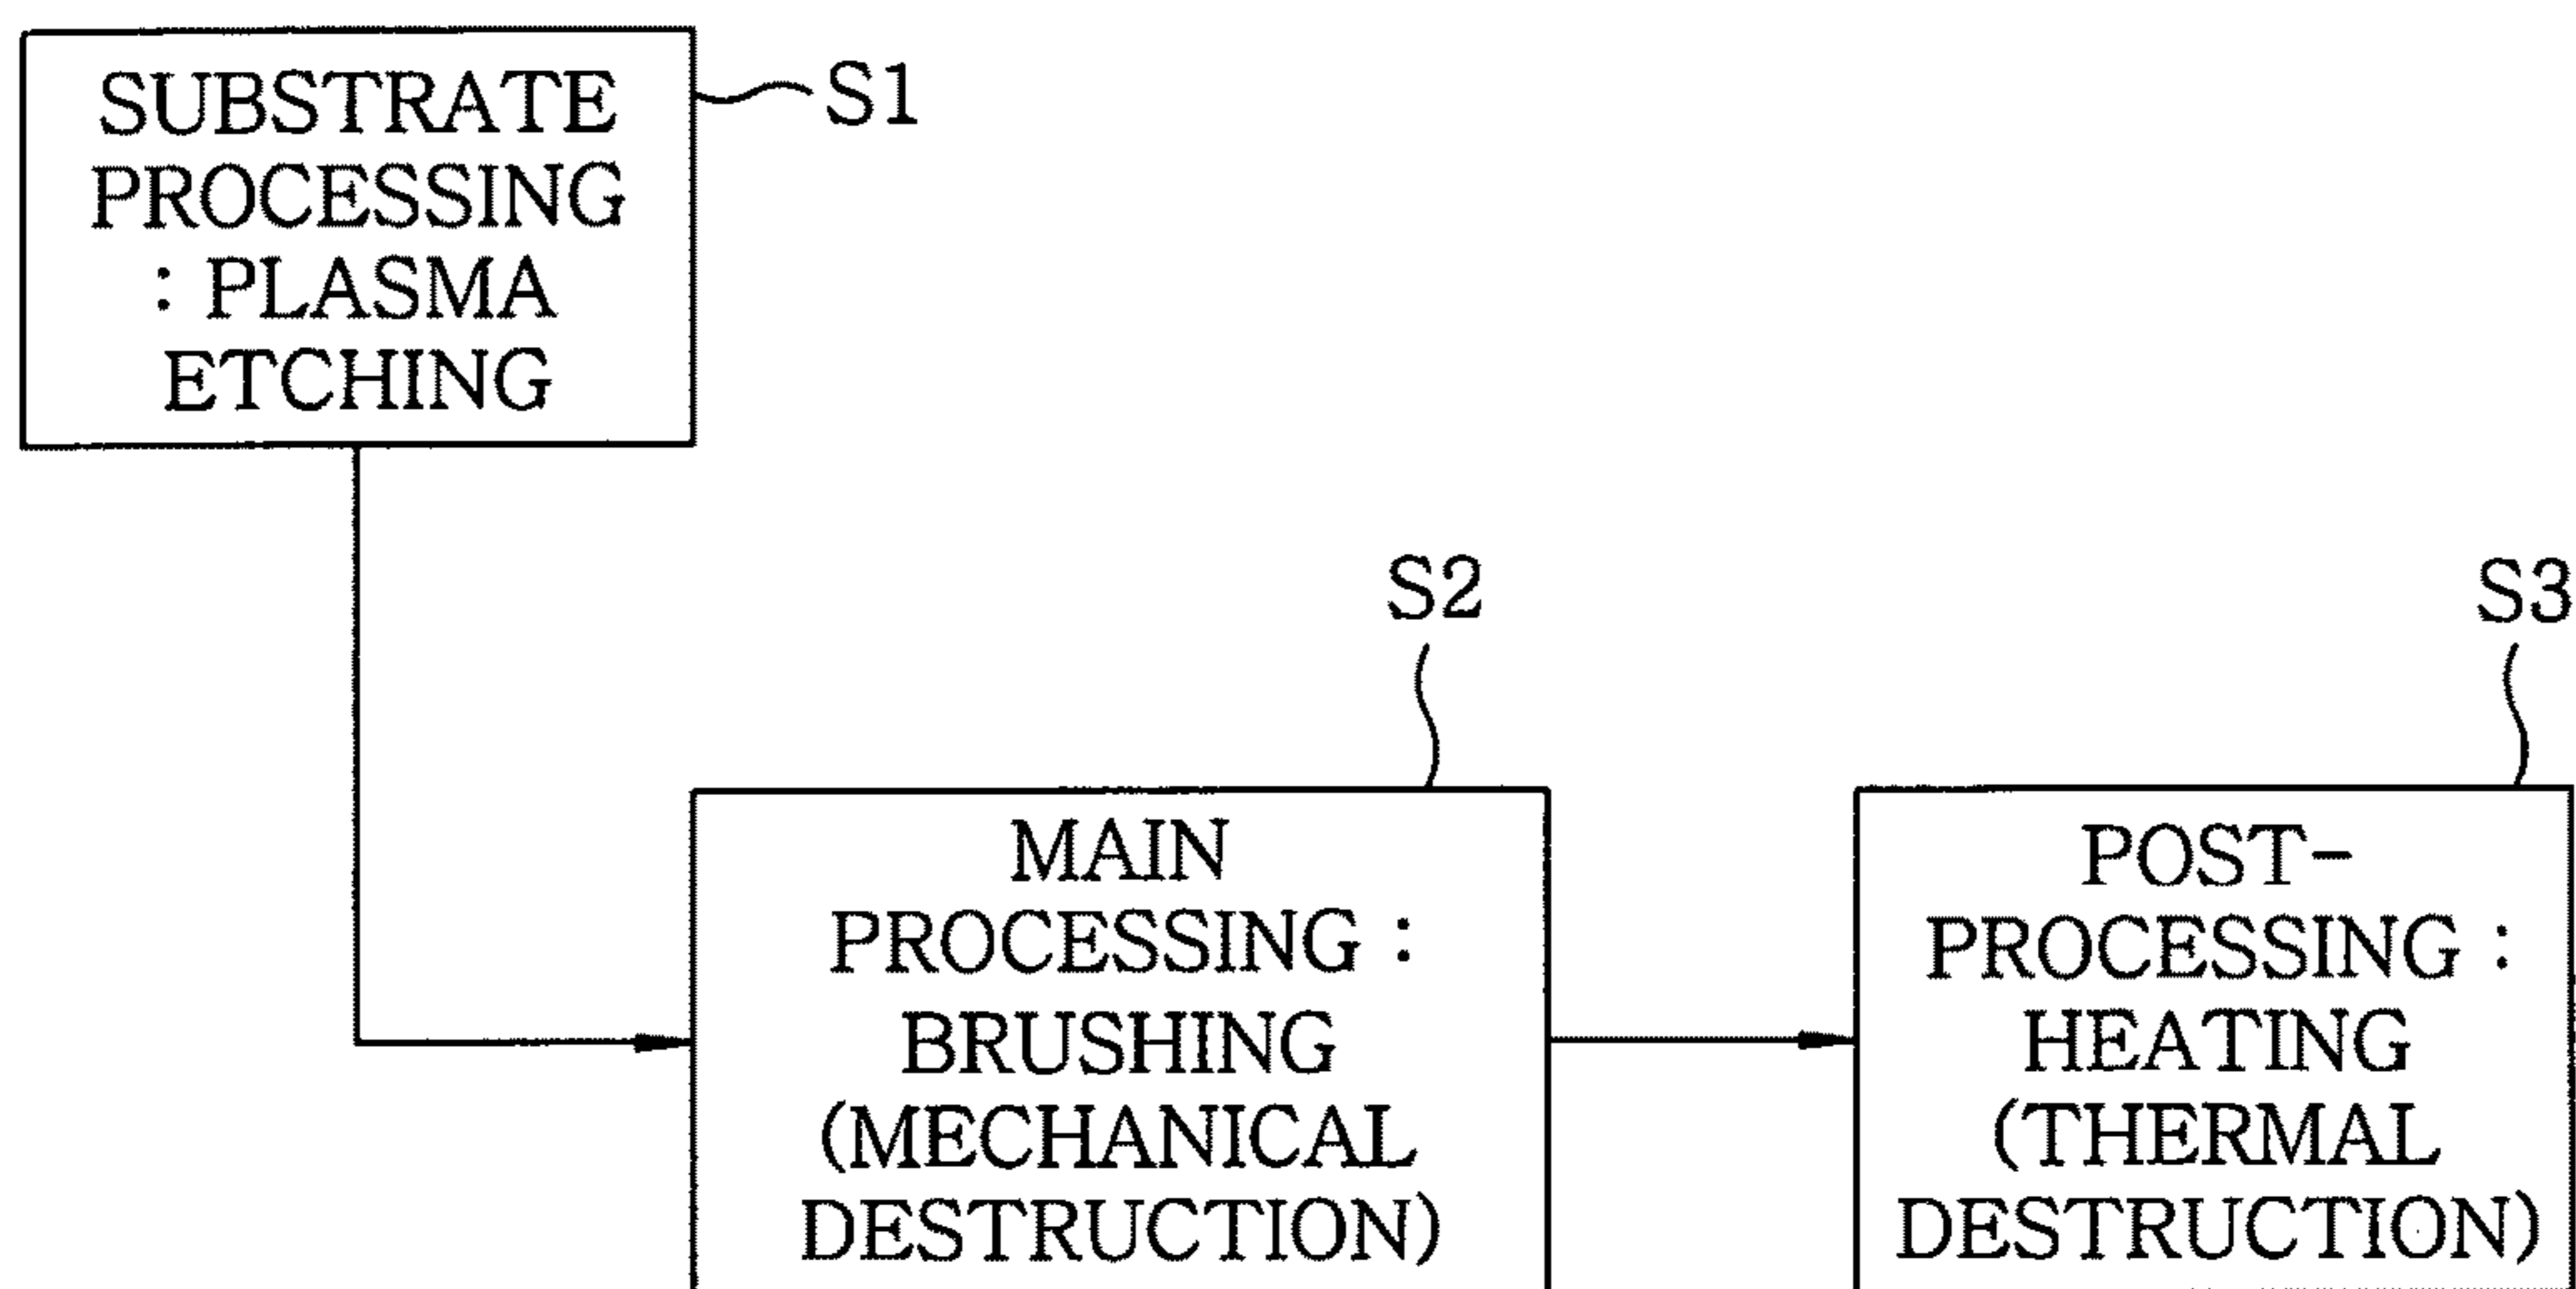 SUBSTRATE
PROCESSING
: PLASMA
ETCHING
S1
S2
MAIN
PROCESSING :
BRUSHING
(MECHANICAL
DESTRUCTION)
S3
POST-
PROCESSING :
HEATING
(THERMAL
DESTRUCTION)